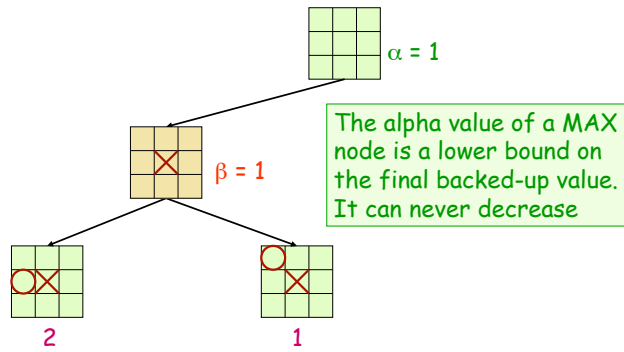 α = 1
The alpha value of a MAX
node is a lower bound on
the final backed-up value.
It can never decrease
β = 1
2
1